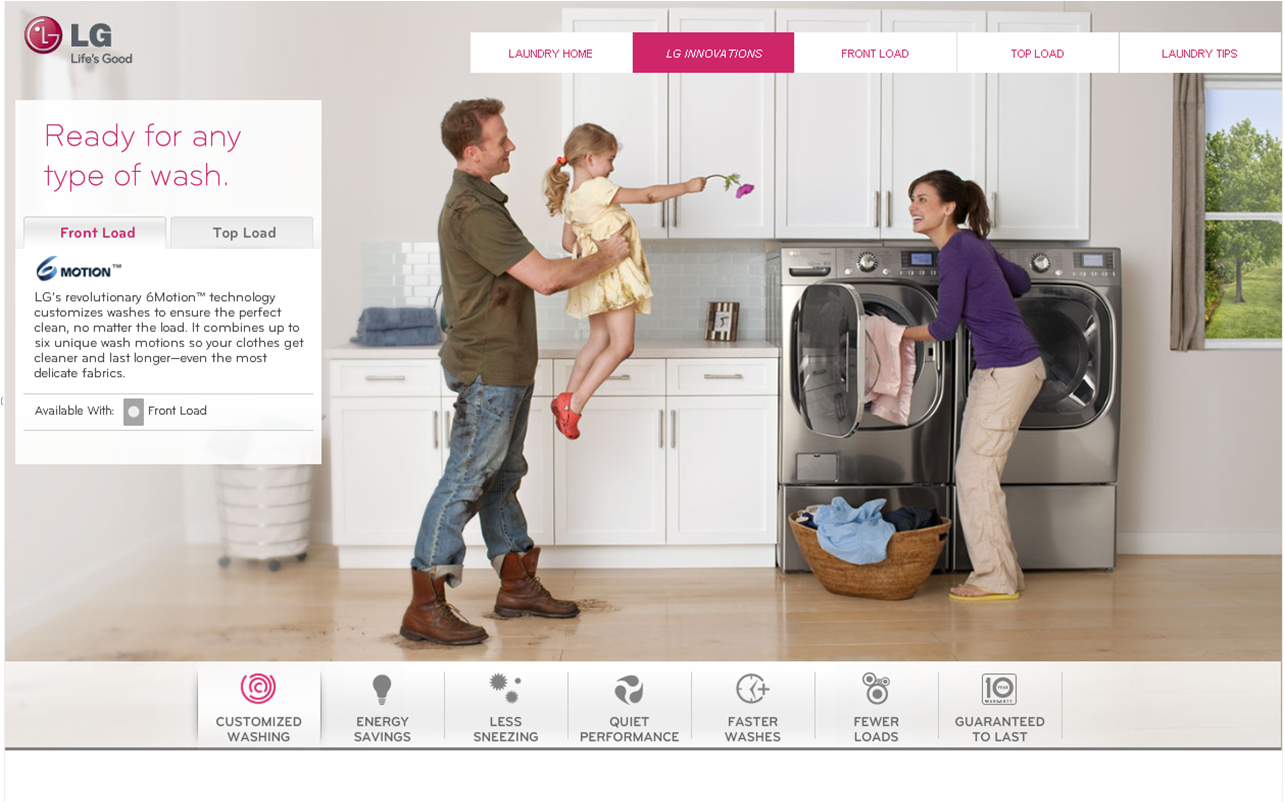 LG
Life's Good
LAUNDRY HOME
LG INNOVATIONS
FRONT LOAD
TOP LOAD
LAUNDRY TIPS
Ready for any
type of wash.
Front Load
Top Load
6MOTION™
LG's revolutionary 6Motion™ technology
customizes washes to ensure the perfect
clean, no matter the load. It combines up to
six unique wash motions so your clothes get
cleaner and last longer—even the most
delicate fabrics.
Available With: Front Load
CUSTOMIZED
WASHING
ENERGY
SAVINGS
LESS
SNEEZING
QUIET
PERFORMANCE
FASTER
WASHES
FEWER
LOADS
10 YEAR
WARRANTY
GUARANTEED
TO LAST